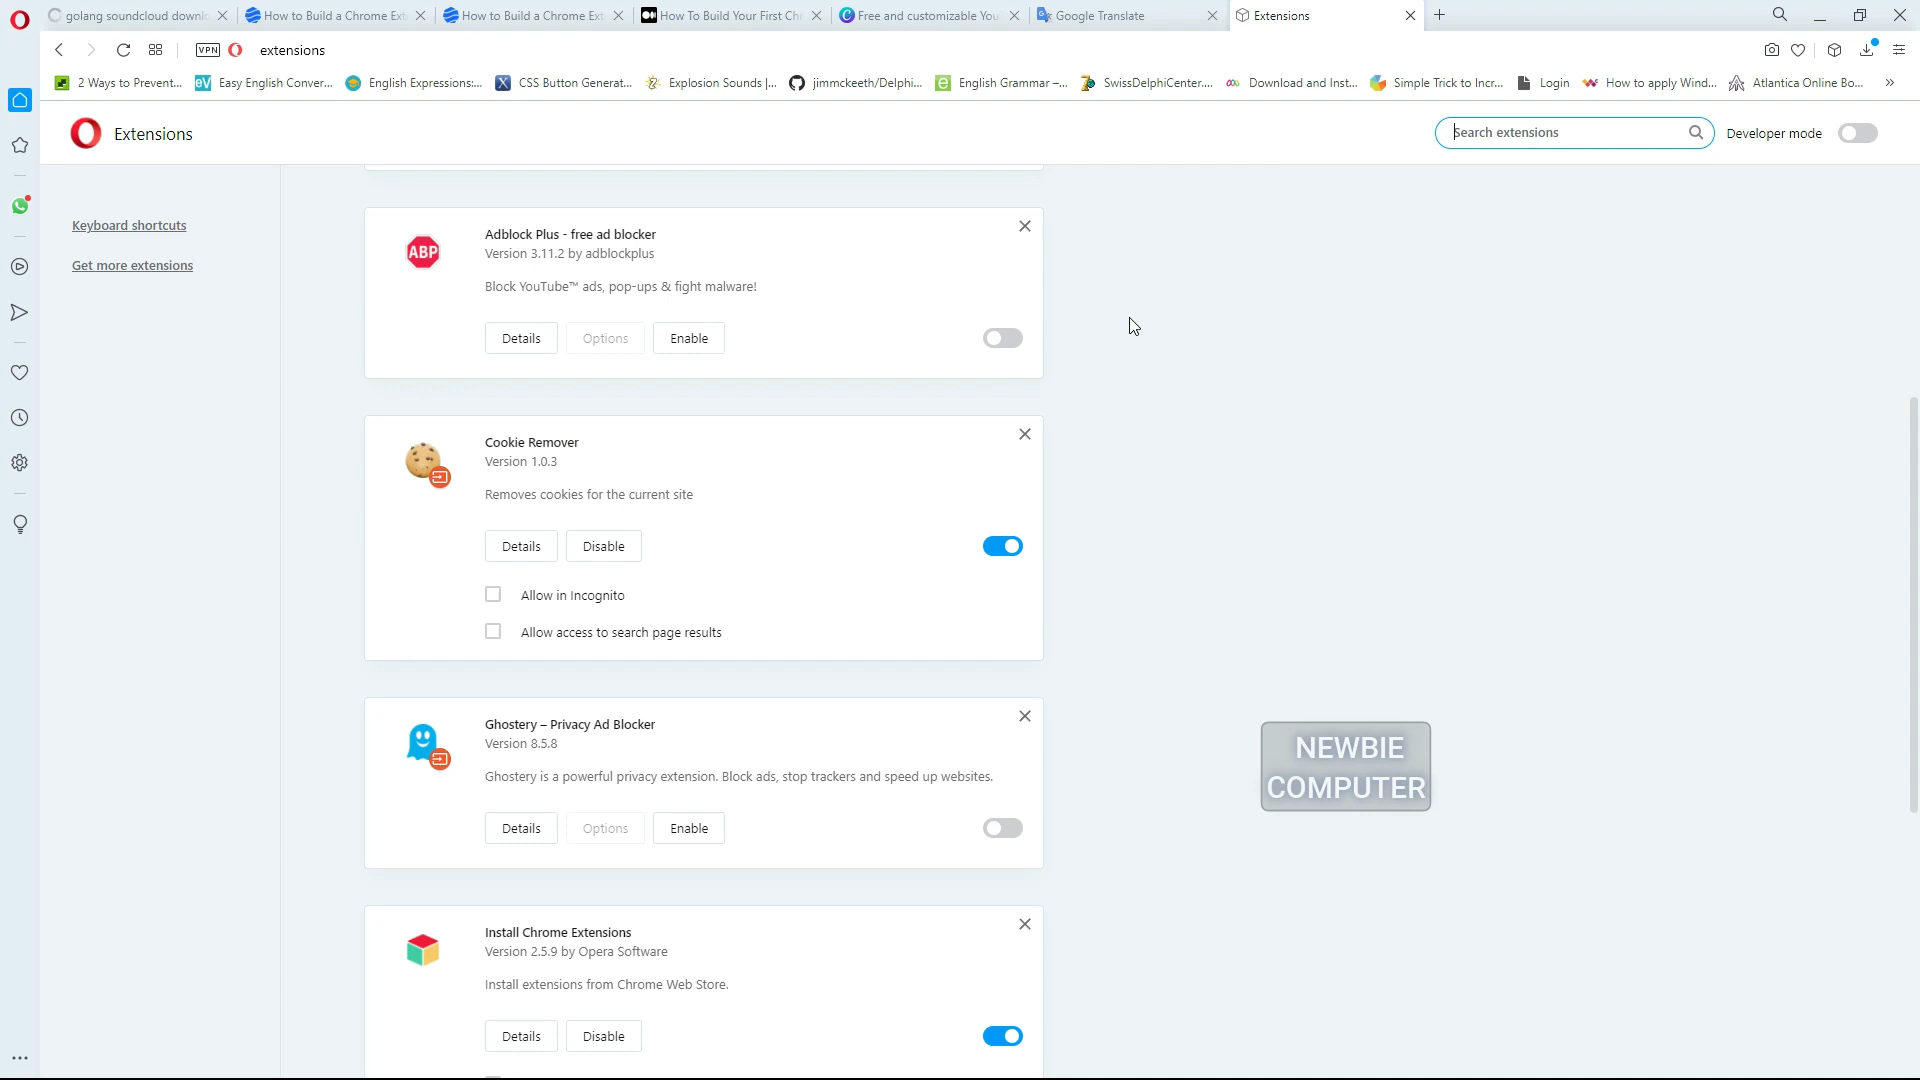 golang soundcloud downl
How to Build a Chrome Ext
How to Build a Chrome Ext
How To Build Your First Ch
Free and customizable You
Google Translate
Extensions
VPN
extensions
2 Ways to Prevent...
eV
Easy English Conver...
English Expressions:...
X
CSS Button Generat...
Explosion Sounds |...
jimmckeeth/Delphi...
e
English Grammar –...
SwissDelphiCenter....
Download and Inst...
Simple Trick to Incr...
Login
How to apply Wind...
Atlantica Online Bo...
Extensions
Search extensions
Developer mode
Keyboard shortcuts
Get more extensions
ABP
Adblock Plus - free ad blocker
Version 3.11.2 by adblockplus
Block YouTube™ ads, pop-ups & fight malware!
Details
Options
Enable
Cookie Remover
Version 1.0.3
Removes cookies for the current site
Details
Disable
Allow in Incognito
Allow access to search page results
Ghostery – Privacy Ad Blocker
Version 8.5.8
Ghostery is a powerful privacy extension. Block ads, stop trackers and speed up websites.
Details
Options
Enable
NEWBIE
COMPUTER
Install Chrome Extensions
Version 2.5.9 by Opera Software
Install extensions from Chrome Web Store.
Details
Disable